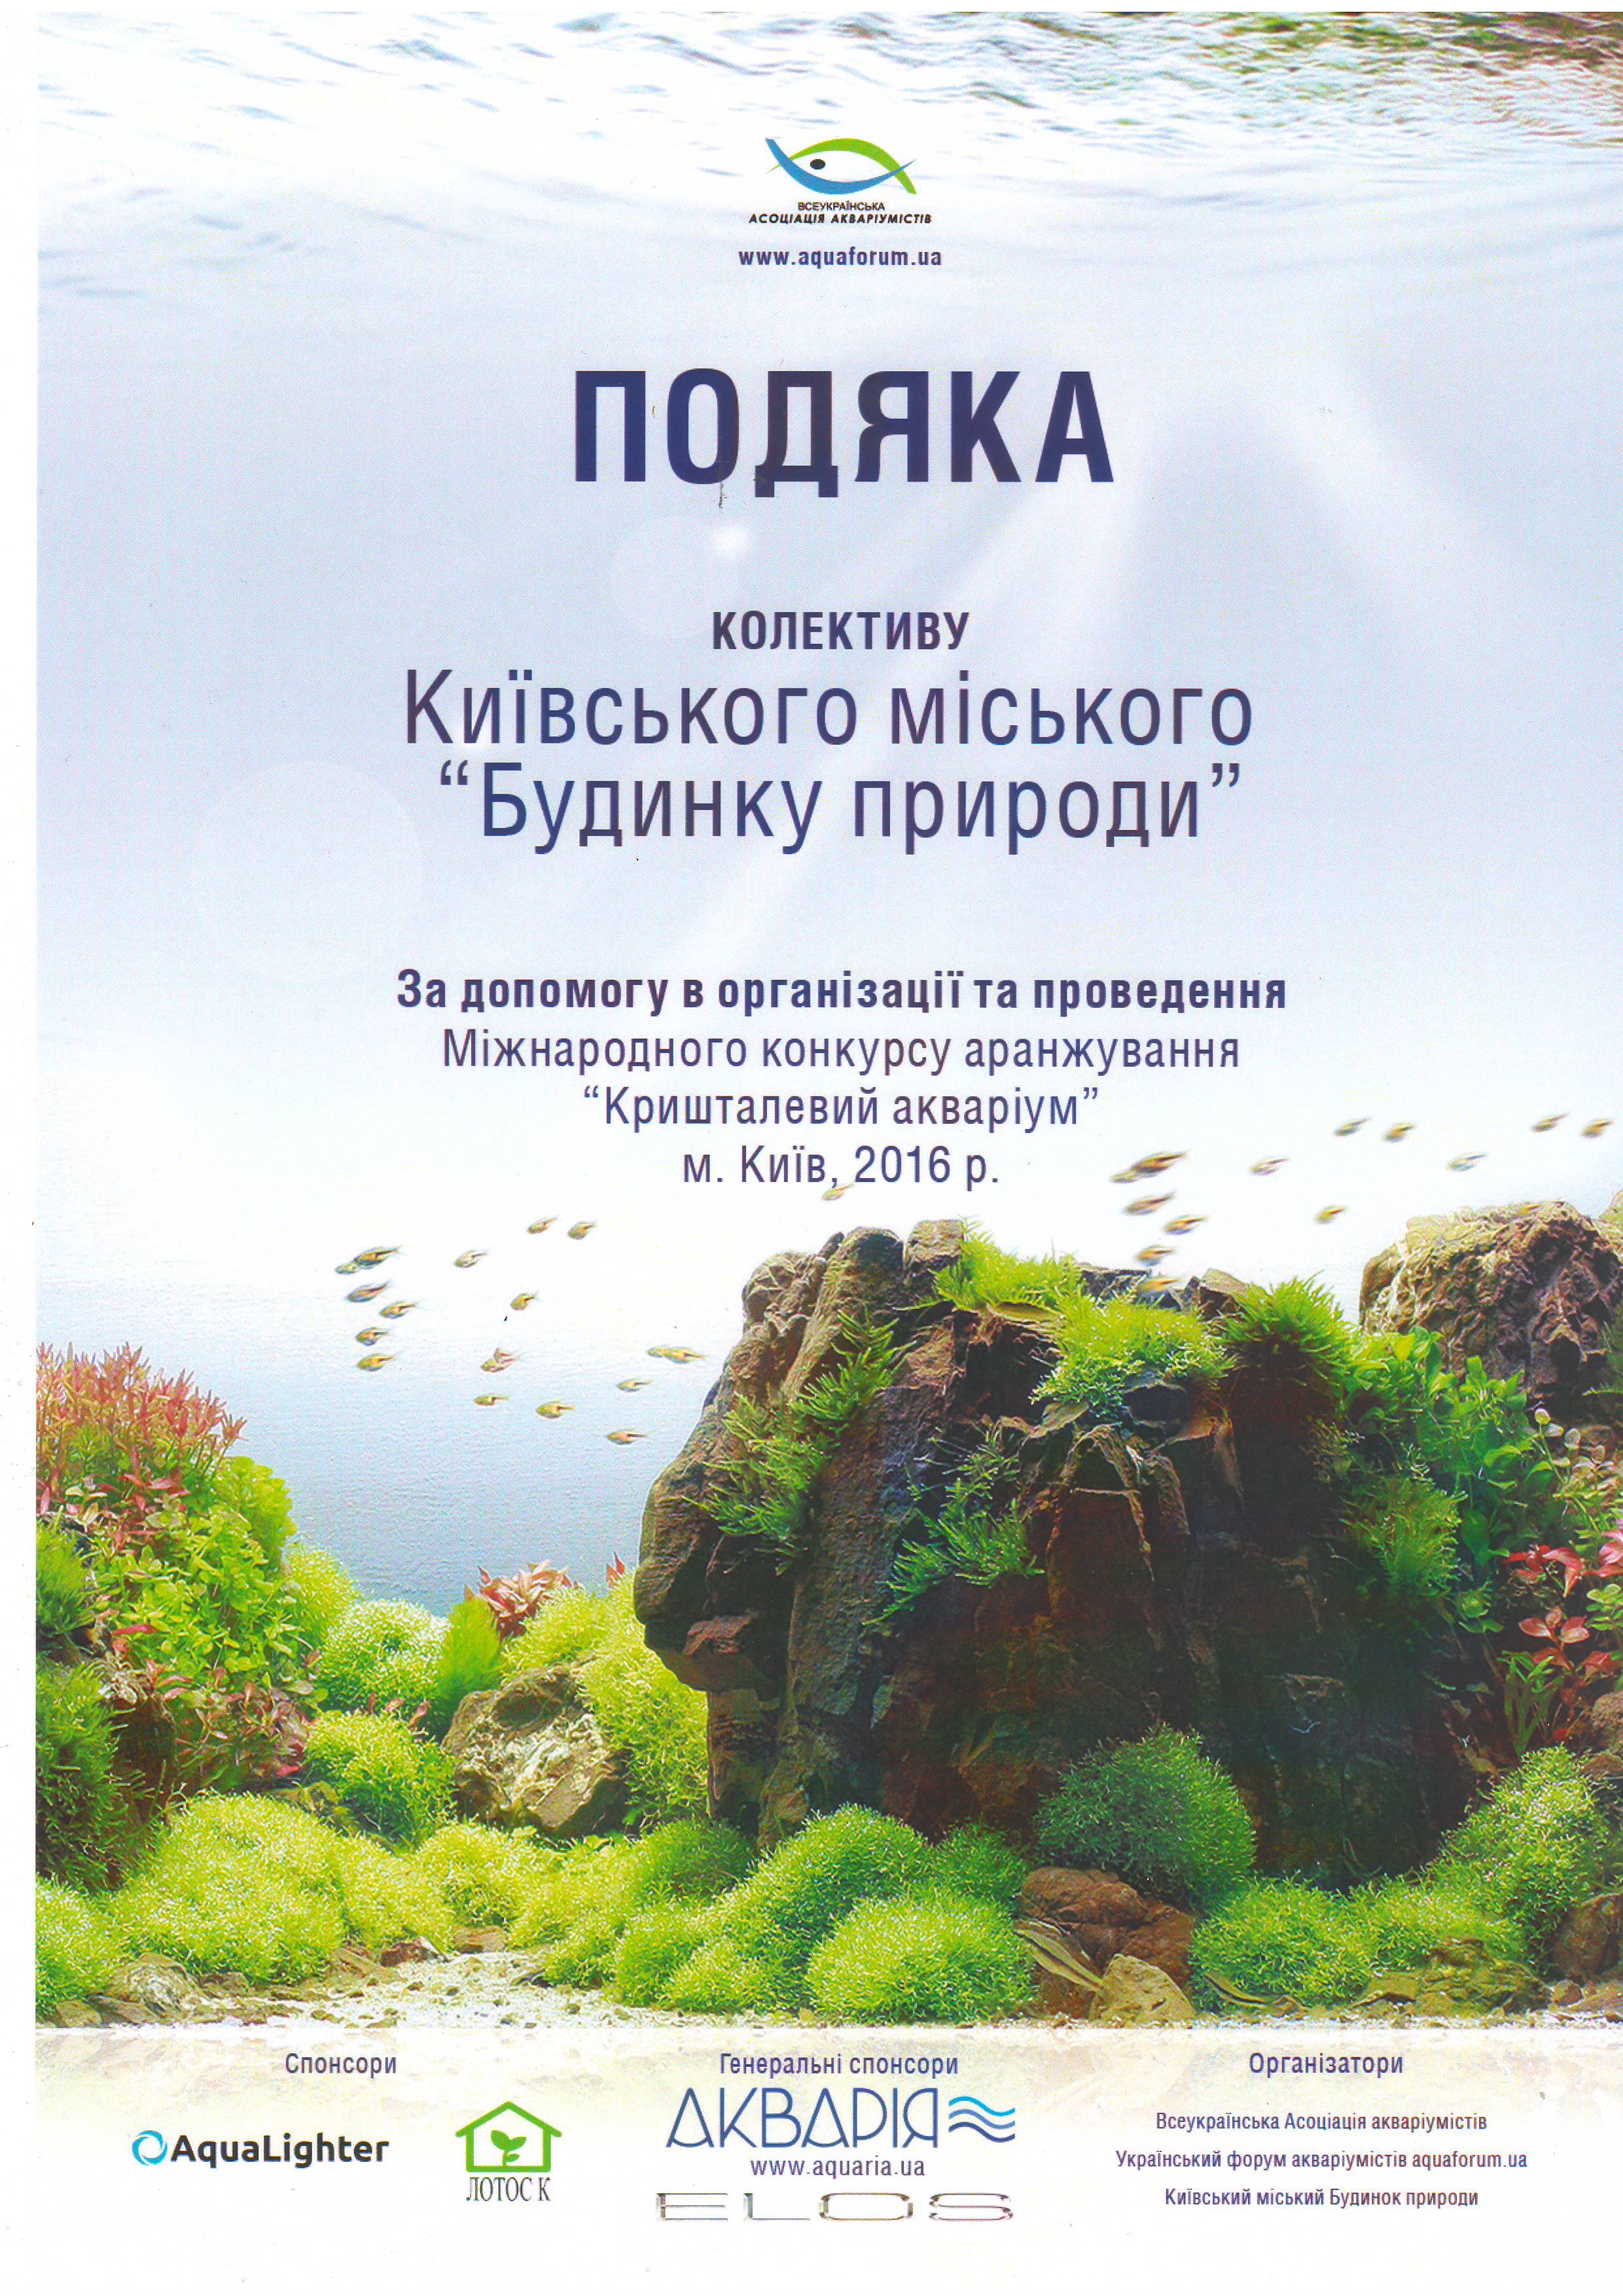 ВСЕУКРАЇНСЬКА
АСОЦІАЦІЯ АКВАРІУМІСТІВ
www.aquaforum.ua
ПОДЯКА
КОЛЕКТИВУ
Київського міського
“Будинку природи”
За допомогу в організації та проведення
Міжнародного конкурсу аранжування
“Кришталевий акваріум”
м. Київ, 2016 р.
Спонсори
AquaLighter
ЛОТОС К
Генеральні спонсори
АКВАРІЯ
www.aquaria.ua
ELOS
Організатори
Всеукраїнська Асоціація акваріумістів
Український форум акваріумістів aquaforum.ua
Київський міський Будинок природи